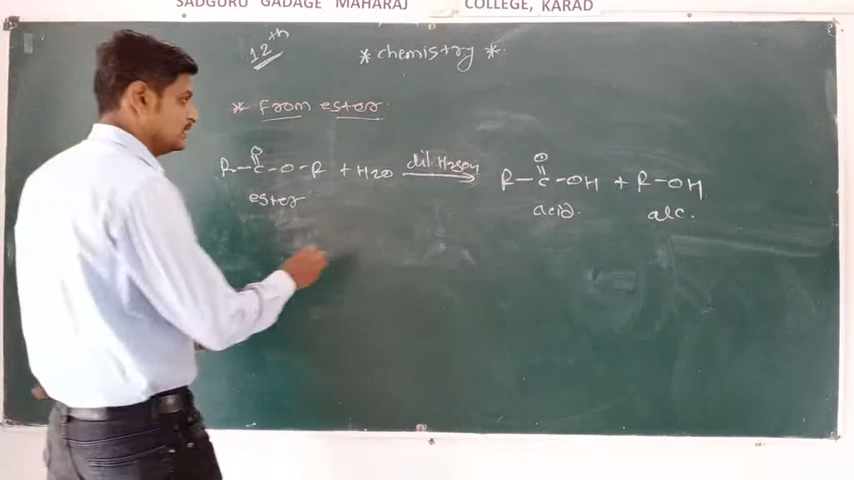 SADGURU GADAGE MAHARAJ COLLEGE, KARAD
12th * chemistry *
* From ester
O
R-C-O-R + H2O dil. H2SO4 → R-C-OH + R-OH
ester acid. alc.